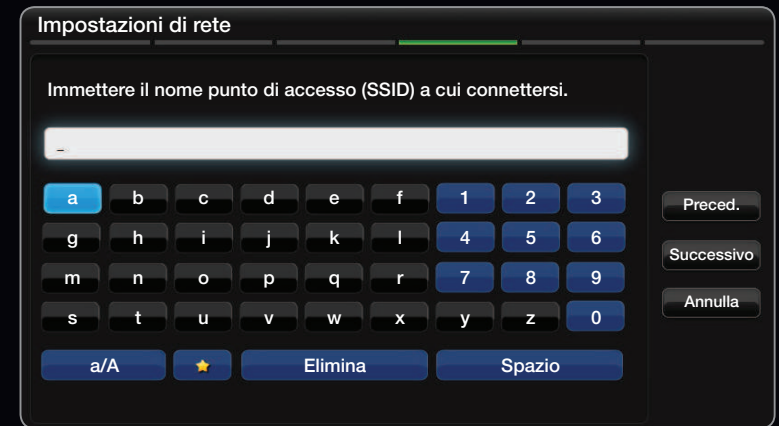 Impostazioni di rete
Immettere il nome punto di accesso (SSID) a cui connettersi.
_
a b c d e f 1 2 3
g h i j k l 4 5 6
m n o p q r 7 8 9
s t u v w x y z 0
a/A Elimina Spazio
Preced.
Successivo
Annulla